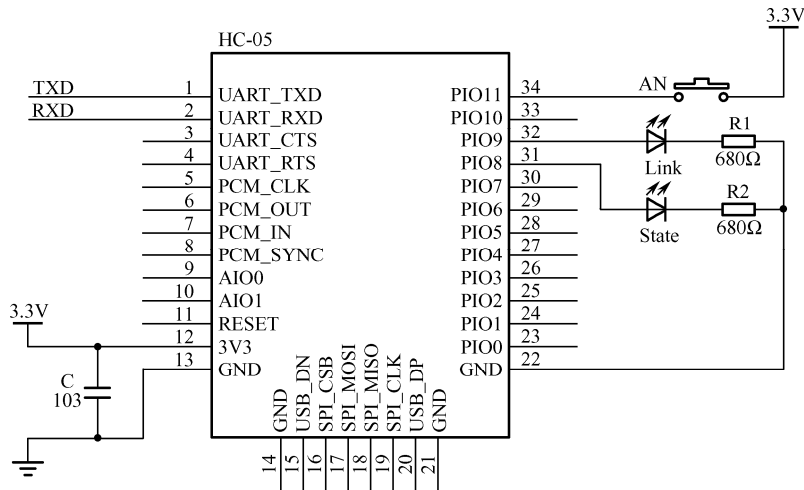 3.3V
HC-05
TXD 1 UART_TXD PIO11 34 AN
RXD 2 UART_RXD PIO10 33
3 UART_CTS PIO9 32 Link R1 680Ω
4 UART_RTS PIO8 31
5 PCM_CLK PIO7 30
6 PCM_OUT PIO6 29 State R2 680Ω
7 PCM_IN PIO5 28
8 PCM_SYNC PIO4 27
9 AIO0 PIO3 26
10 AIO1 PIO2 25
11 RESET PIO1 24
3.3V
12 3V3 PIO0 23
13 GND GND 22
C
103
GND USB_DN SPI_CSB SPI_MOSI SPI_MISO SPI_CLK USB_DP GND
14 15 16 17 18 19 20 21